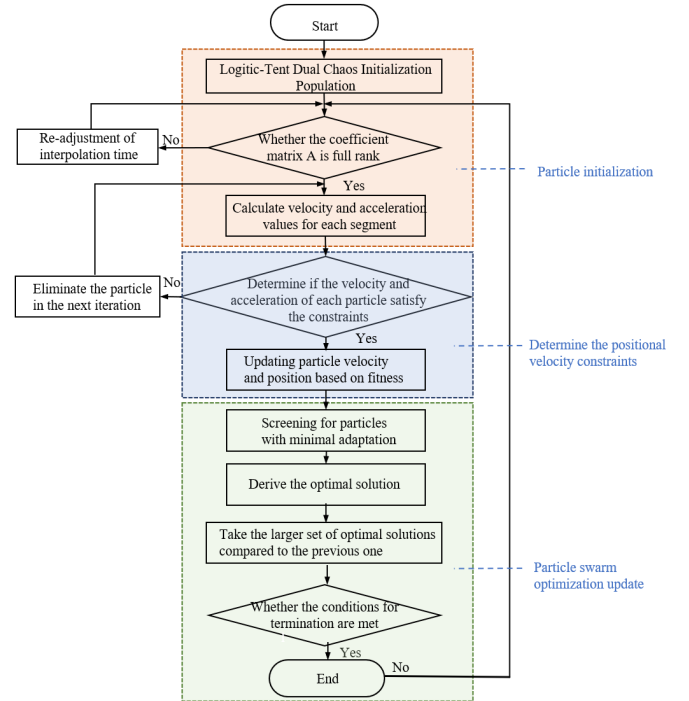 Start
Logitic-Tent Dual Chaos Initialization
Population
Re-adjustment of
interpolation time
No
Whether the coefficient
matrix A is full rank
Particle initialization
Yes
Calculate velocity and acceleration
values for each segment
Eliminate the particle
in the next iteration
No
Determine if the velocity and
acceleration of each particle satisfy
the constraints
Yes
Determine the positional
velocity constraints
Updating particle velocity
and position based on fitness
Screening for particles
with minimal adaptation
Derive the optimal solution
Take the larger set of optimal solutions
compared to the previous one
Particle swarm
optimization update
Whether the conditions for
termination are met
Yes
No
End